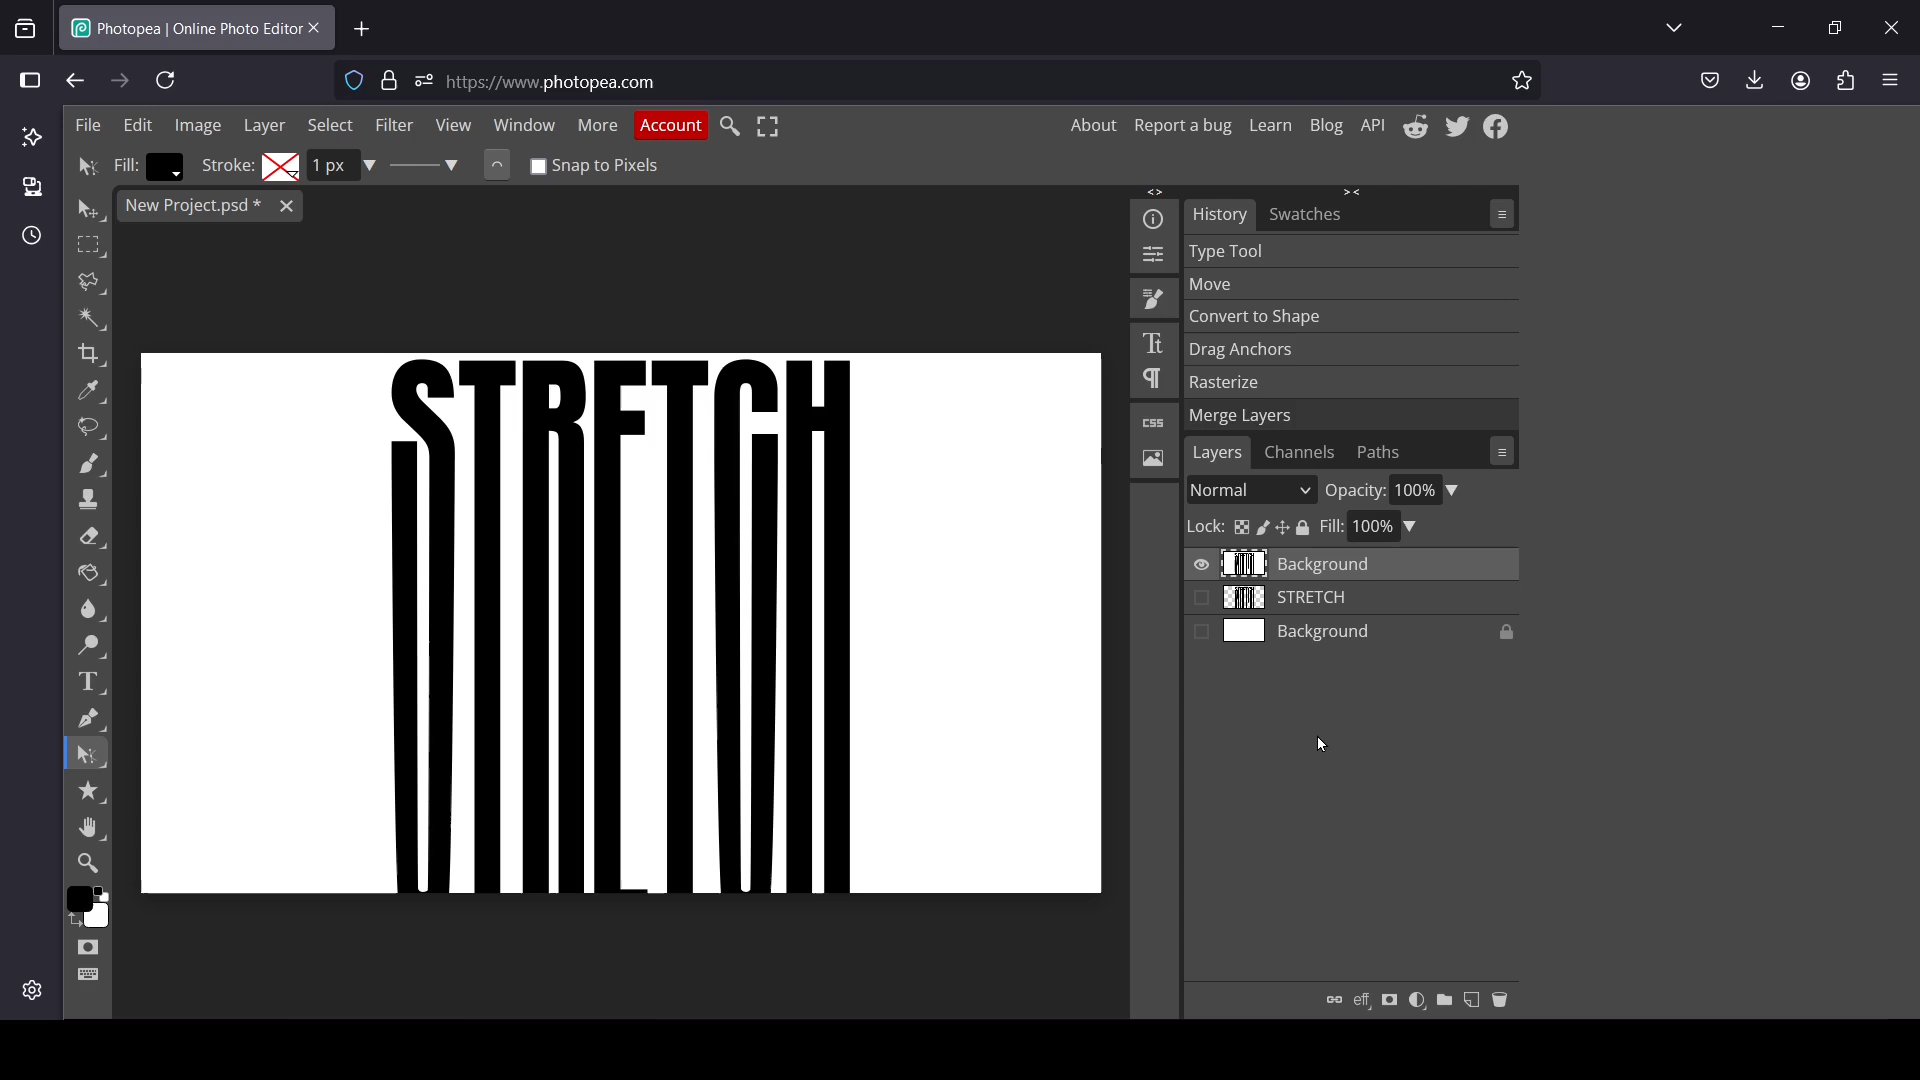 Photopea | Online Photo Editor
https://www.photopea.com
File Edit Image Layer Select Filter View Window More Account About Report a bug Learn Blog API
Fill: Stroke: 1 px Snap to Pixels
New Project.psd *
STRETCH
History Swatches
Type Tool
Move
Convert to Shape
Drag Anchors
Rasterize
Merge Layers
CSS
Layers Channels Paths
Normal Opacity: 100%
Lock: Fill: 100%
Background
STRETCH
Background
eff